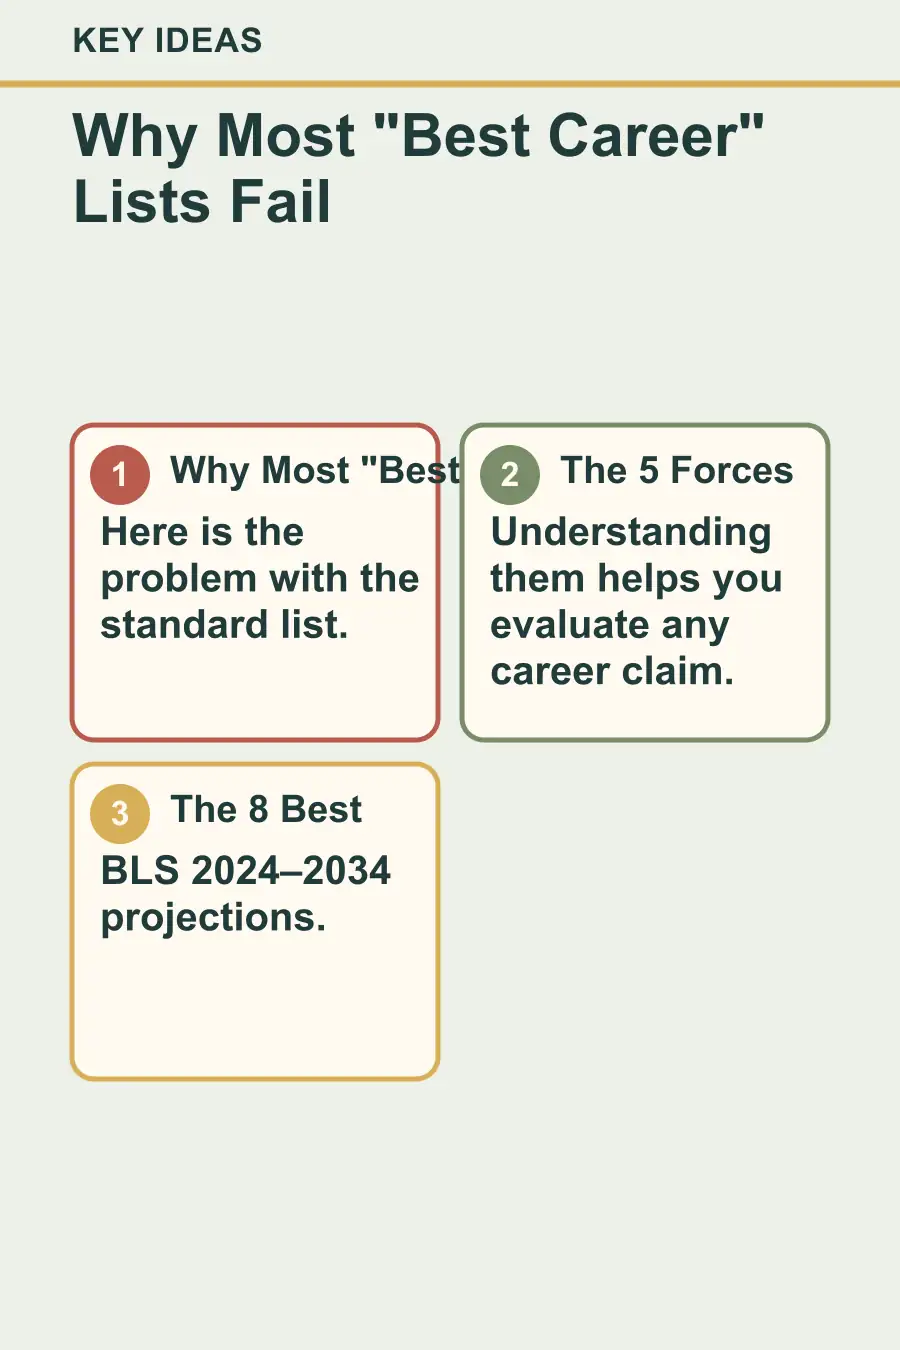 KEY IDEAS
Why Most "Best Career"
Lists Fail
1
Why Most "Best
Here is the
problem with the
standard list.
2
The 5 Forces
Understanding
them helps you
evaluate any
career claim.
3
The 8 Best
BLS 2024–2034
projections.